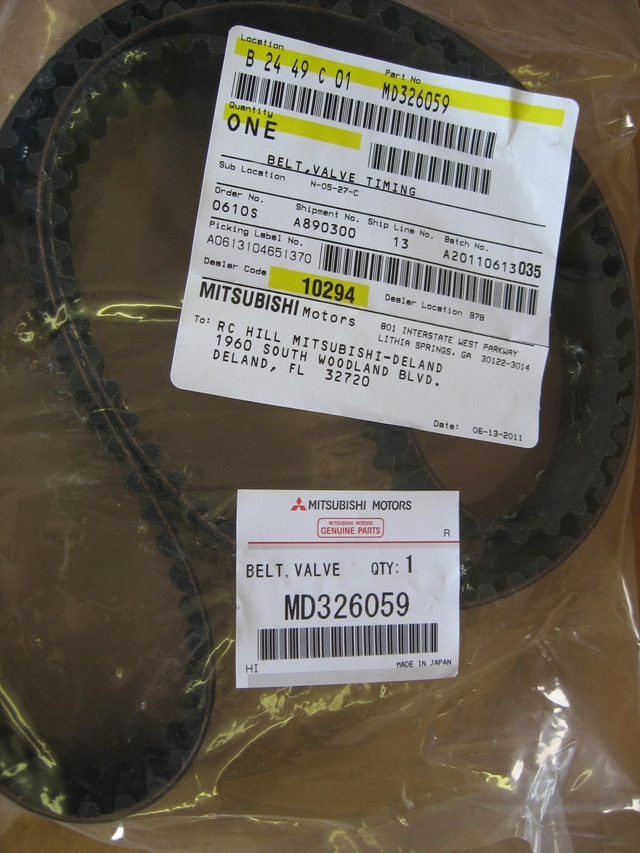 Location
Part No
B 24 49 C 01 MD326059
Quantity
ONE
BELT,VALVE TIMING
Sub Location N-05-27-C
Order No. Shipment No. Ship Line No. Batch No.
0610S A890300 13 A20110613035
Picking Label No.
A0613104651370
Dealer Code 10294 Dealer Location B7B
MITSUBISHI Motors
801 INTERSTATE WEST PARKWAY
LITHIA SPRINGS, GA 30122-3014
To: RC HILL MITSUBISHI-DELAND
1960 SOUTH WOODLAND BLVD.
DELAND, FL 32720
Date: 06-13-2011
MITSUBISHI MOTORS
MITSUBISHI MOTORS
GENUINE PARTS
R
BELT,VALVE QTY: 1
MD326059
HI MADE IN JAPAN